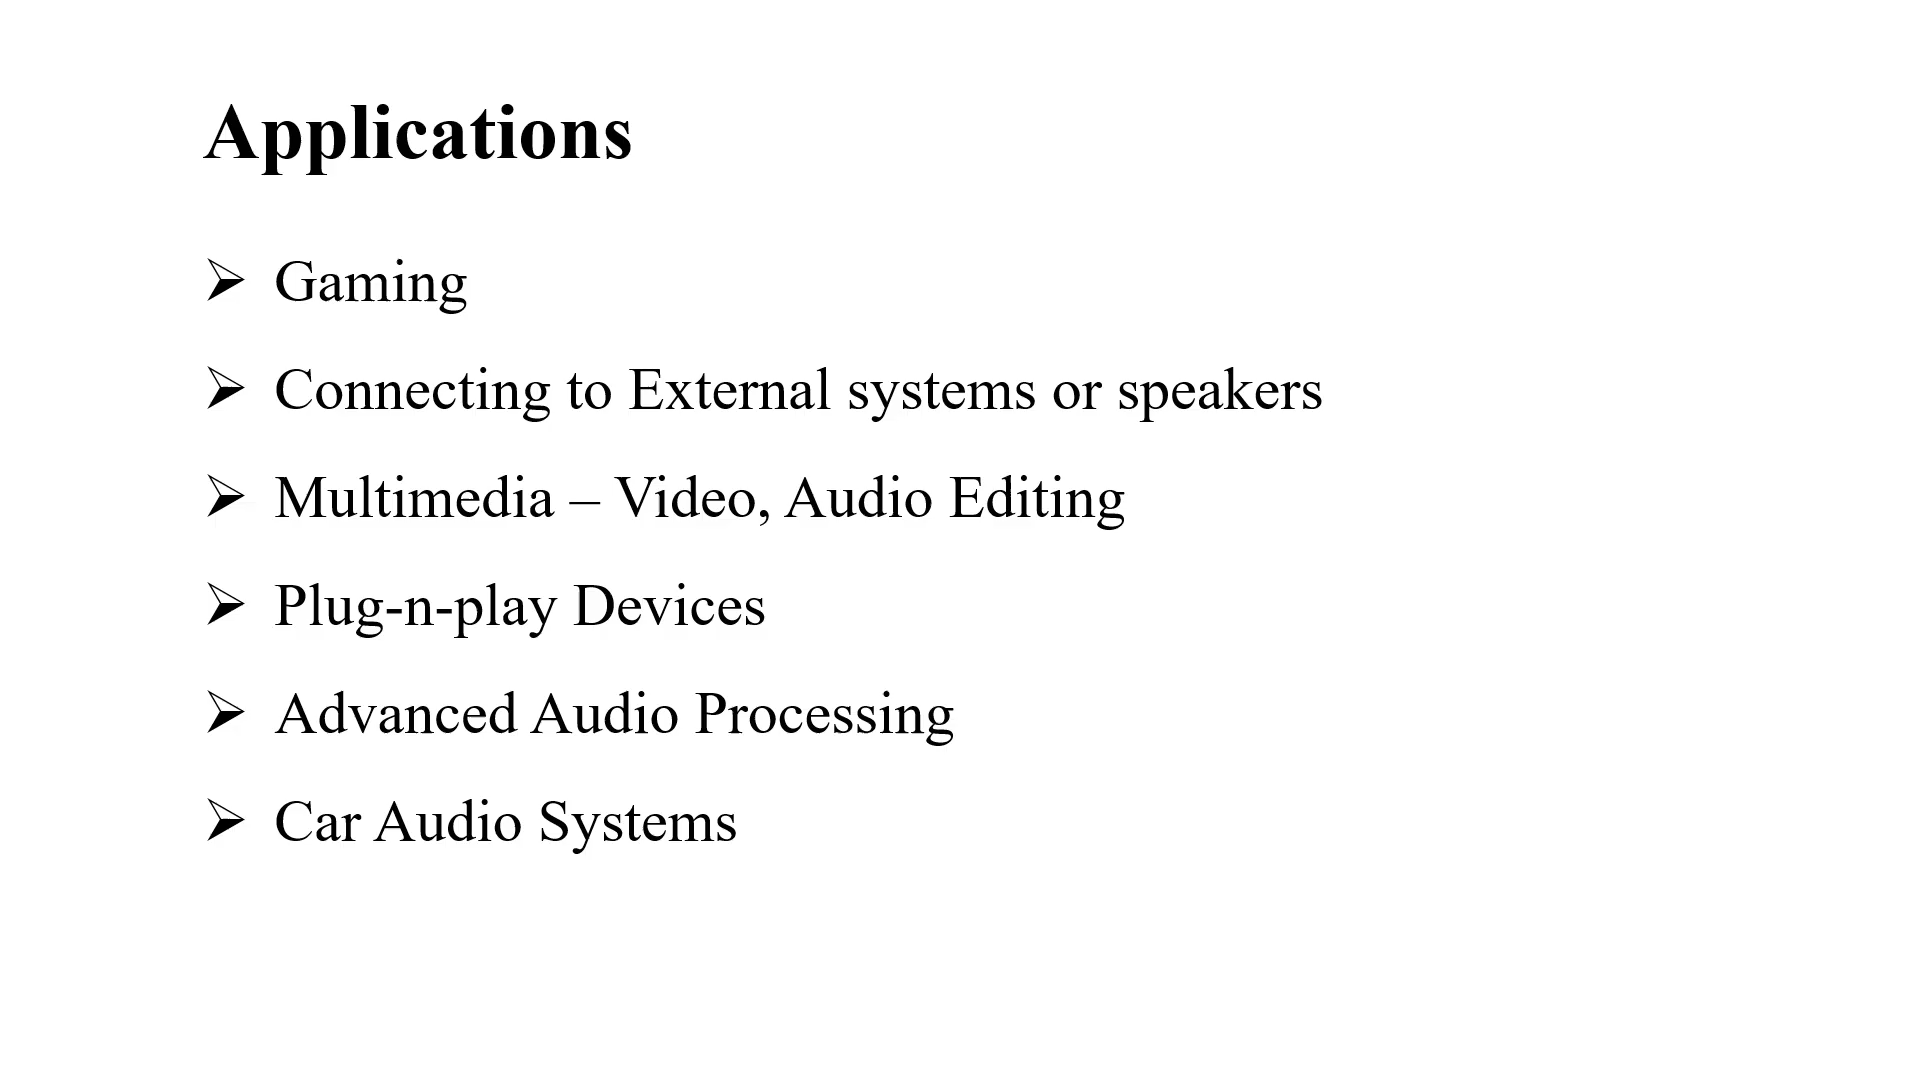 Applications
➢ Gaming
➢ Connecting to External systems or speakers
➢ Multimedia – Video, Audio Editing
➢ Plug-n-play Devices
➢ Advanced Audio Processing
➢ Car Audio Systems